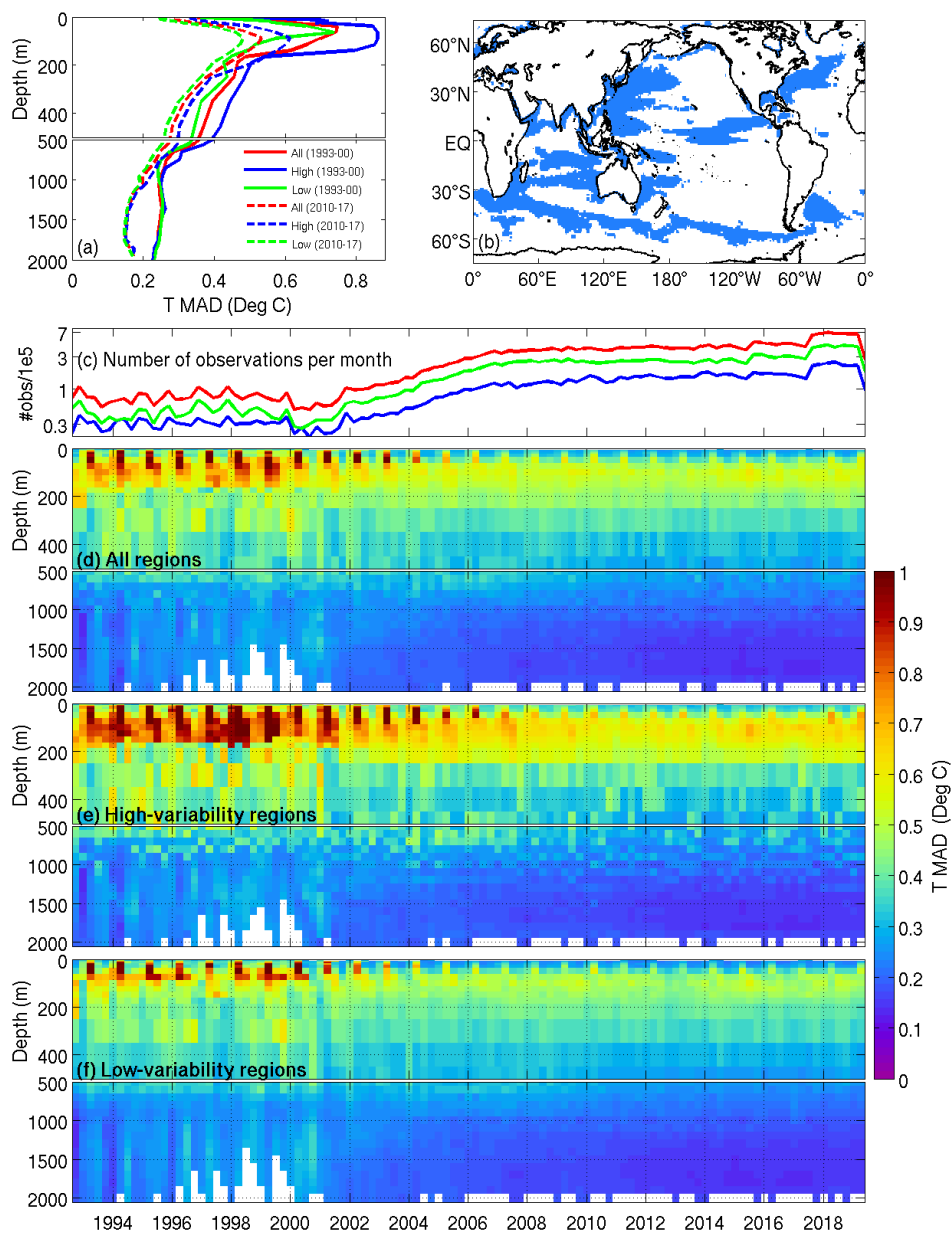 0
200
400
500
1000
1500
2000
Depth (m)
All (1993-00)
High (1993-00)
Low (1993-00)
All (2010-17)
High (2010-17)
Low (2010-17)
(a)
0 0.2 0.4 0.6 0.8
T MAD (Deg C)
60°N
30°N
EQ
30°S
60°S
(b)
0° 60°E 120°E 180°W 120°W 60°W 0°
7
3
1
0.3
#obs/1e5
(c) Number of observations per month
0
200
400
Depth (m)
(d) All regions
500
1000
1500
2000
0
200
400
Depth (m)
(e) High-variability regions
500
1000
1500
2000
0
200
400
Depth (m)
(f) Low-variability regions
500
1000
1500
2000
1994 1996 1998 2000 2002 2004 2006 2008 2010 2012 2014 2016 2018
1
0.9
0.8
0.7
0.6
0.5
0.4
0.3
0.2
0.1
0
T MAD (Deg C)